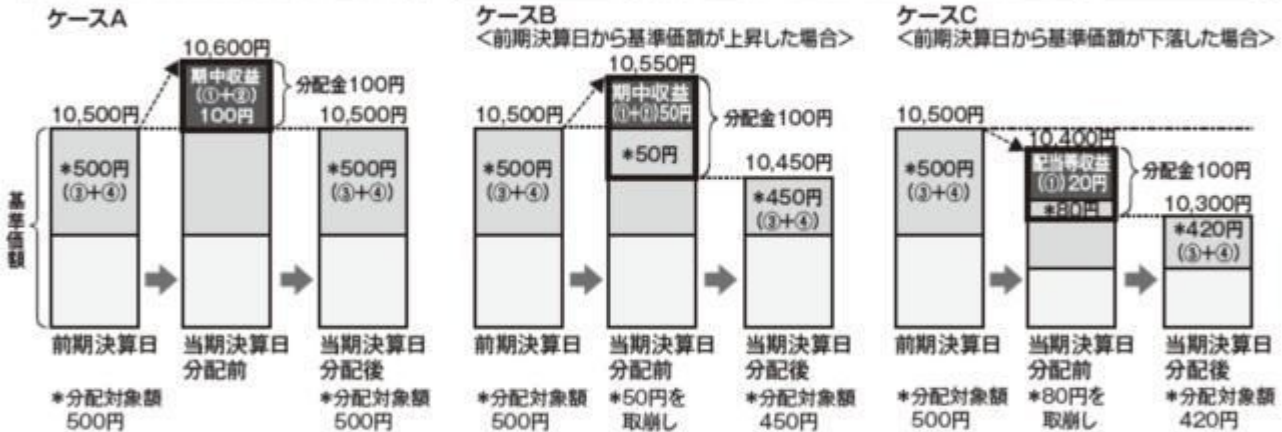 ケースA
10,600円
期中収益
(①+②)
100円
分配金100円
10,500円
10,500円
*500円
(③+④)
*500円
(③+④)
基準価額
前期決算日
当期決算日
分配前
当期決算日
分配後
*分配対象額
500円
*分配対象額
500円
ケースB
<前期決算日から基準価額が上昇した場合>
10,550円
期中収益
(①+②)50円
分配金100円
10,500円
*500円
(③+④)
*50円
10,450円
*450円
(③+④)
前期決算日
当期決算日
分配前
当期決算日
分配後
*分配対象額
500円
*50円を
取崩し
*分配対象額
450円
ケースC
<前期決算日から基準価額が下落した場合>
10,500円
10,400円
配当等収益
(①)20円
分配金100円
*500円
(③+④)
*80円
10,300円
*420円
(③+④)
前期決算日
当期決算日
分配前
当期決算日
分配後
*分配対象額
500円
*80円を
取崩し
*分配対象額
420円